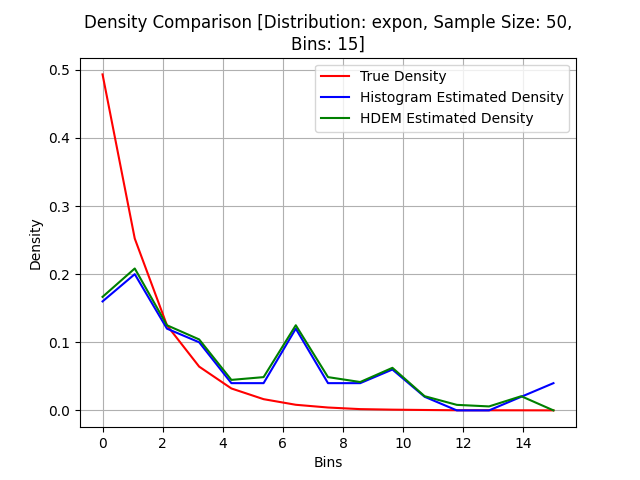 Density Comparison [Distribution: expon, Sample Size: 50,
Bins: 15]
True Density
Histogram Estimated Density
HDEM Estimated Density
Density
0.5
0.4
0.3
0.2
0.1
0.0
0 2 4 6 8 10 12 14
Bins